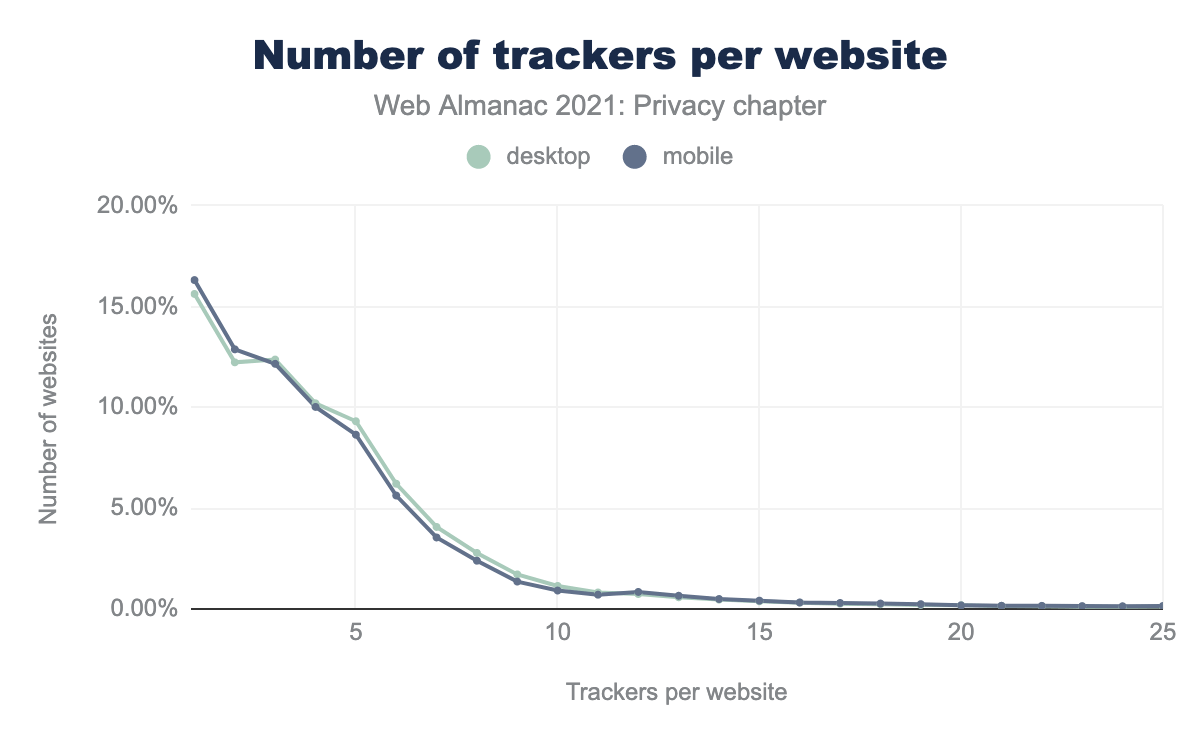 Number of trackers per website
Web Almanac 2021: Privacy chapter
desktop mobile
20.00%
15.00%
10.00%
5.00%
0.00%
Number of websites
5 10 15 20 25
Trackers per website